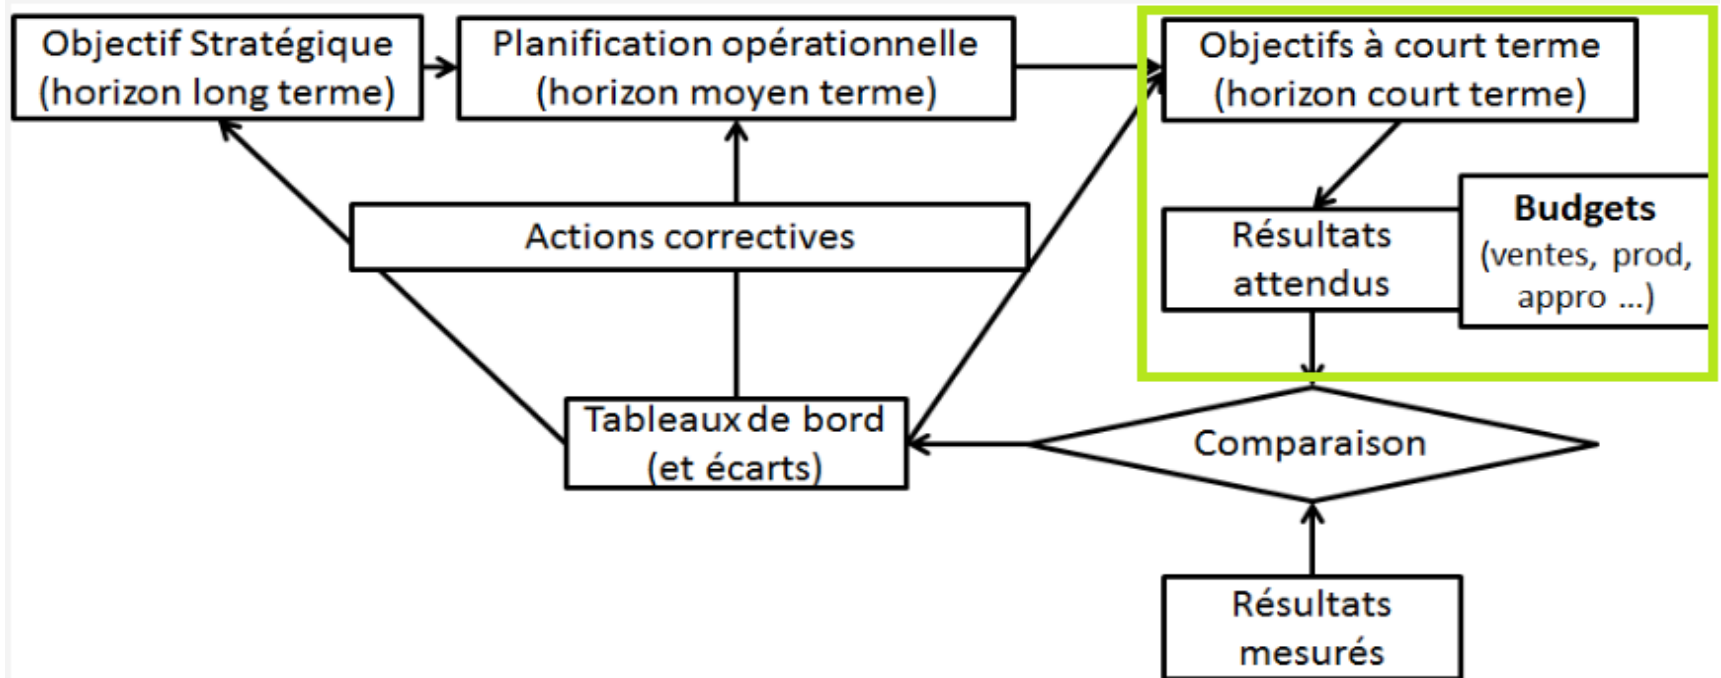 Objectif Stratégique
(horizon long terme)
Planification opérationnelle
(horizon moyen terme)
Objectifs à court terme
(horizon court terme)
Actions correctives
Résultats
attendus
Budgets
(ventes, prod,
appro ...)
Tableaux de bord
(et écarts)
Comparaison
Résultats
mesurés